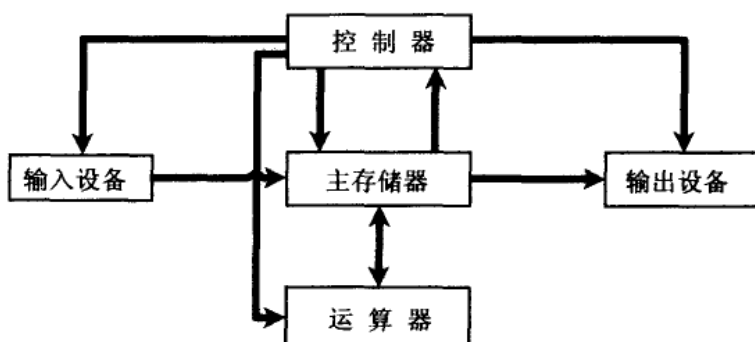 控制器
输入设备
主存储器
输出设备
运算器